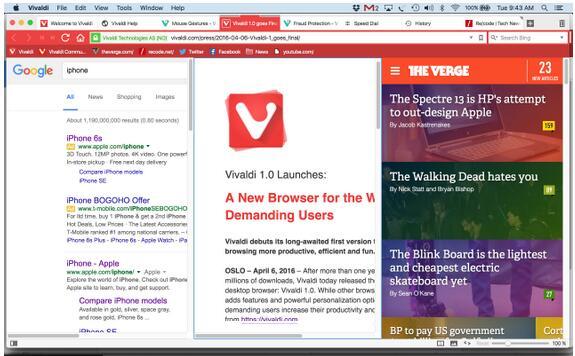 Vivaldi File Edit View Tools Window Help 100% Tue 9:43 AM
Welcome to Vivaldi Vivaldi Help Mouse Gestures - V Vivaldi 1.0 goes Fina Fraud Protection - V Speed Dial History Re/code | Tech New
Vivaldi Technologies AS (NO) vivaldi.com/press/2016-04-06-Vivaldi-1_goes_final/ Search Bing
Vivaldi Vivaldi Commu... theverge.com/ recode.net/ Twitter Facebook News youtube.com/
Google iphone
All News Shopping Images
About 1,190,000,000 results (0.60 seconds)
iPhone 6s
Ad www.apple.com/iphone
3D Touch. 12MP photos. 4K video. One powerf
In-store pickup · Free next day delivery
Compare iPhone models
iPhone SE
iPhone BOGOHO Offer
Ad www.t-mobile.com/iPhoneSEBOGOHO
For ltd time, buy 1 iPhone & get a 2nd iPhone
Hot Deals, Low Prices · The Latest Accessories
T-Mobile ranked #1 among national carriers. –
iPhone 6s Plus - iPhone 6s - Apple Watch - iPa
iPhone - Apple
www.apple.com/iphone/ Apple
Explore the world of iPhone. Check out iPhone
Apple site to learn, buy, and get support.
Compare iPhone models
Available in gold, silver, space gray,
and rose gold, iPhone 6s ...
iPhone SE
Vivaldi 1.0 Launches:
A New Browser for the W
Demanding Users
Vivaldi debuts its long-awaited first version t
browsing more productive, efficient and fun.
OSLO – April 6, 2016 – After more than one ye
millions of downloads, Vivaldi today released th
desktop browser: Vivaldi 1.0. While other brows
adds features and powerful personalization opti
demanding users increase their productivity and
from https://vivaldi.com
THE VERGE 23
NEW ARTICLES
The Spectre 13 is HP's attempt
to out-design Apple
By Jacob Kastrenakes 159
The Walking Dead hates you
By Nick Statt and Bryan Bishop 89
The Blink Board is the lightest
and cheapest electric
skateboard yet
By Sean O'Kane 27
BP to pay US government
Reset 100 %